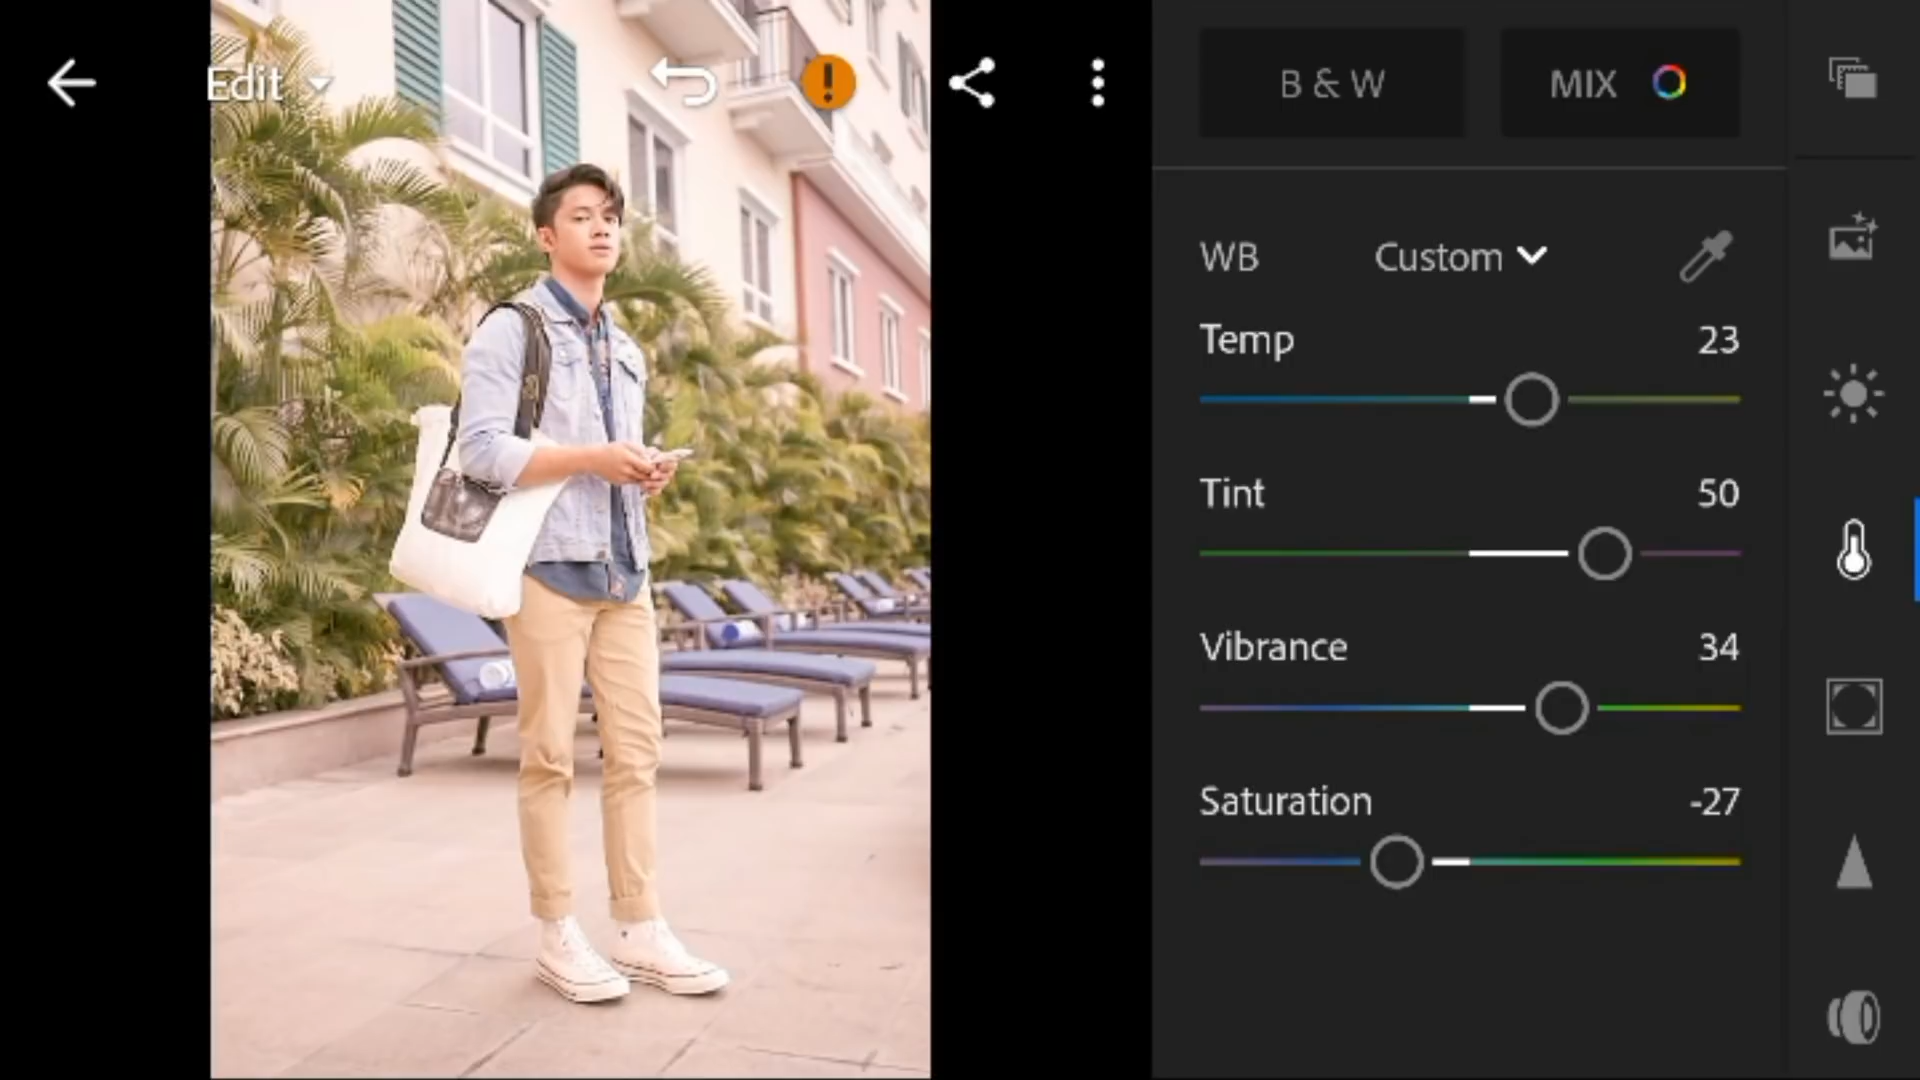 Edit
!
B & W
MIX
WB Custom
Temp 23
Tint 50
Vibrance 34
Saturation -27